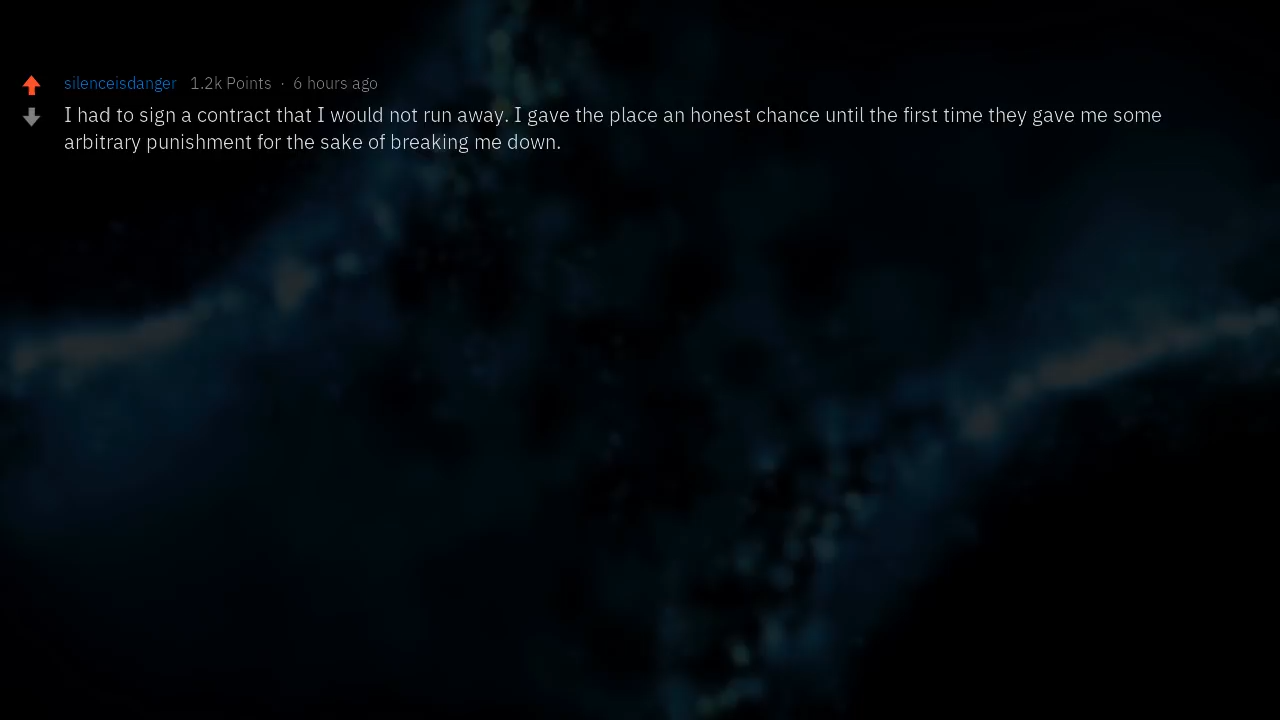 silenceisdanger 1.2k Points · 6 hours ago
I had to sign a contract that I would not run away. I gave the place an honest chance until the first time they gave me some
arbitrary punishment for the sake of breaking me down.